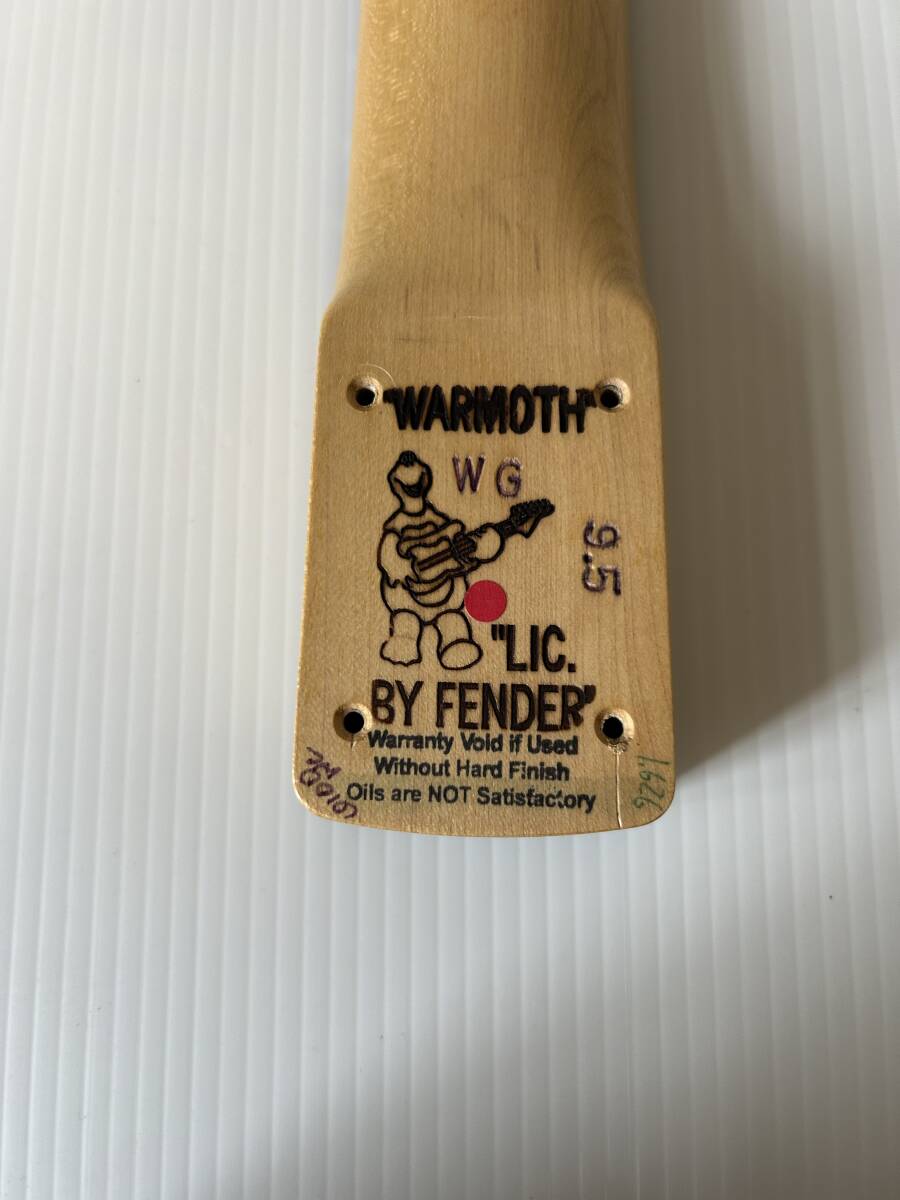 "WARMOTH"
WG
9.5
"LIC.
BY FENDER"
Warranty Void if Used
Without Hard Finish
Oils are NOT Satisfactory